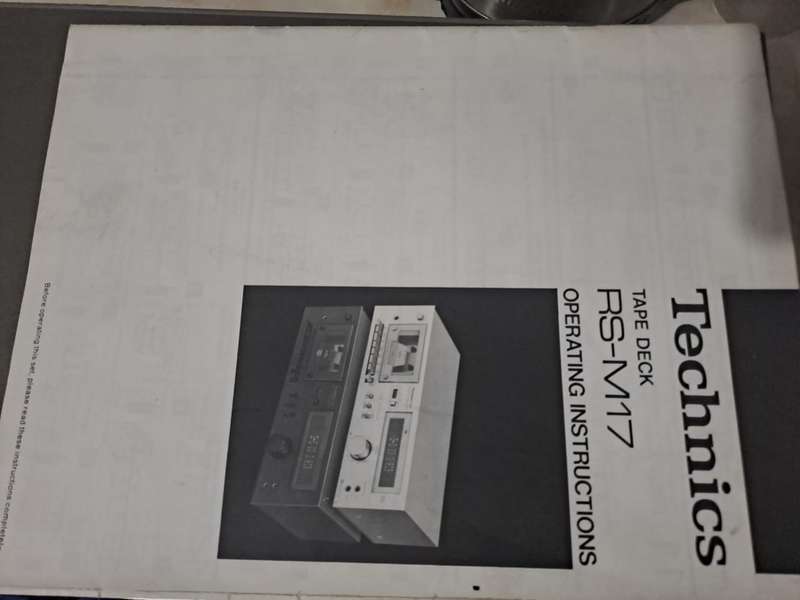 Technics
TAPE DECK
RS-M17
OPERATING INSTRUCTIONS
Before operating this set, please read these instructions completely.